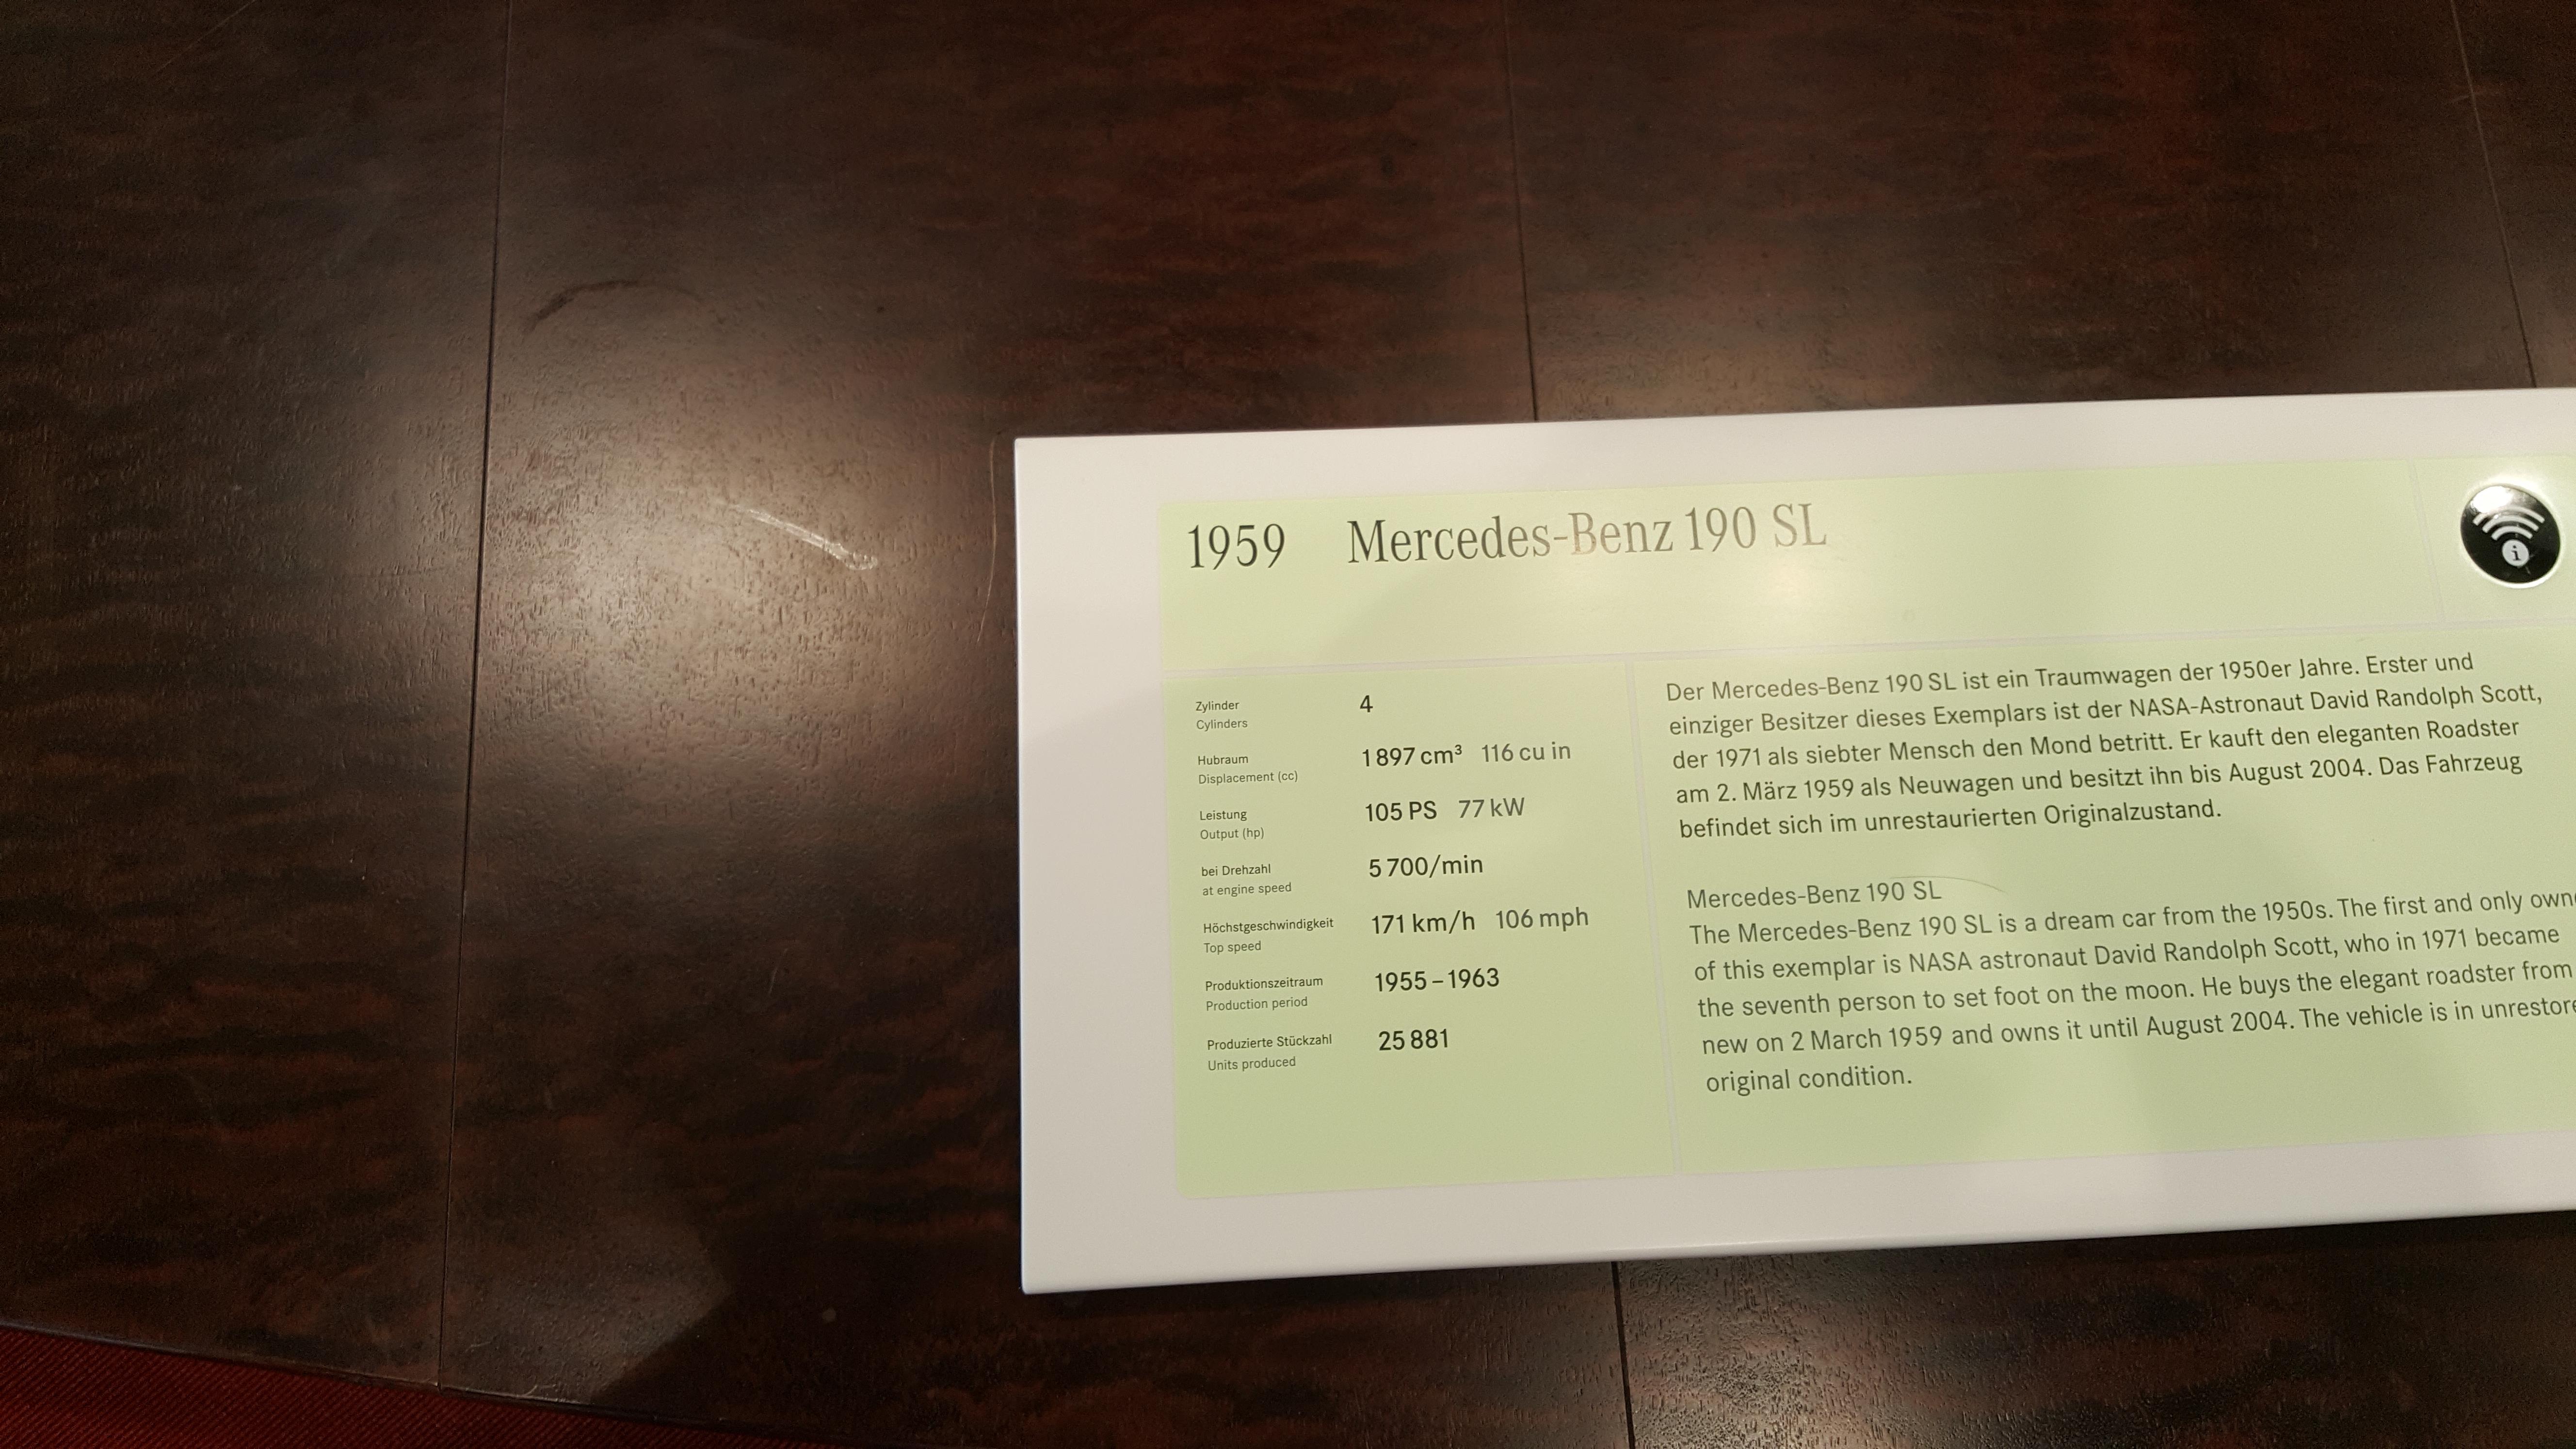 1959 Mercedes-Benz 190 SL
i
Zylinder
Cylinders
4
Hubraum
Displacement (cc)
1 897 cm³ 116 cu in
Leistung
Output (hp)
105 PS 77 kW
bei Drehzahl
at engine speed
5 700/min
Höchstgeschwindigkeit
Top speed
171 km/h 106 mph
Produktionszeitraum
Production period
1955 – 1963
Produzierte Stückzahl
Units produced
25 881
Der Mercedes-Benz 190 SL ist ein Traumwagen der 1950er Jahre. Erster und
einziger Besitzer dieses Exemplars ist der NASA-Astronaut David Randolph Scott,
der 1971 als siebter Mensch den Mond betritt. Er kauft den eleganten Roadster
am 2. März 1959 als Neuwagen und besitzt ihn bis August 2004. Das Fahrzeug
befindet sich im unrestaurierten Originalzustand.
Mercedes-Benz 190 SL
The Mercedes-Benz 190 SL is a dream car from the 1950s. The first and only
of this exemplar is NASA astronaut David Randolph Scott, who in 1971 became
the seventh person to set foot on the moon. He buys the elegant roadster from
new on 2 March 1959 and owns it until August 2004. The vehicle is in
original condition.